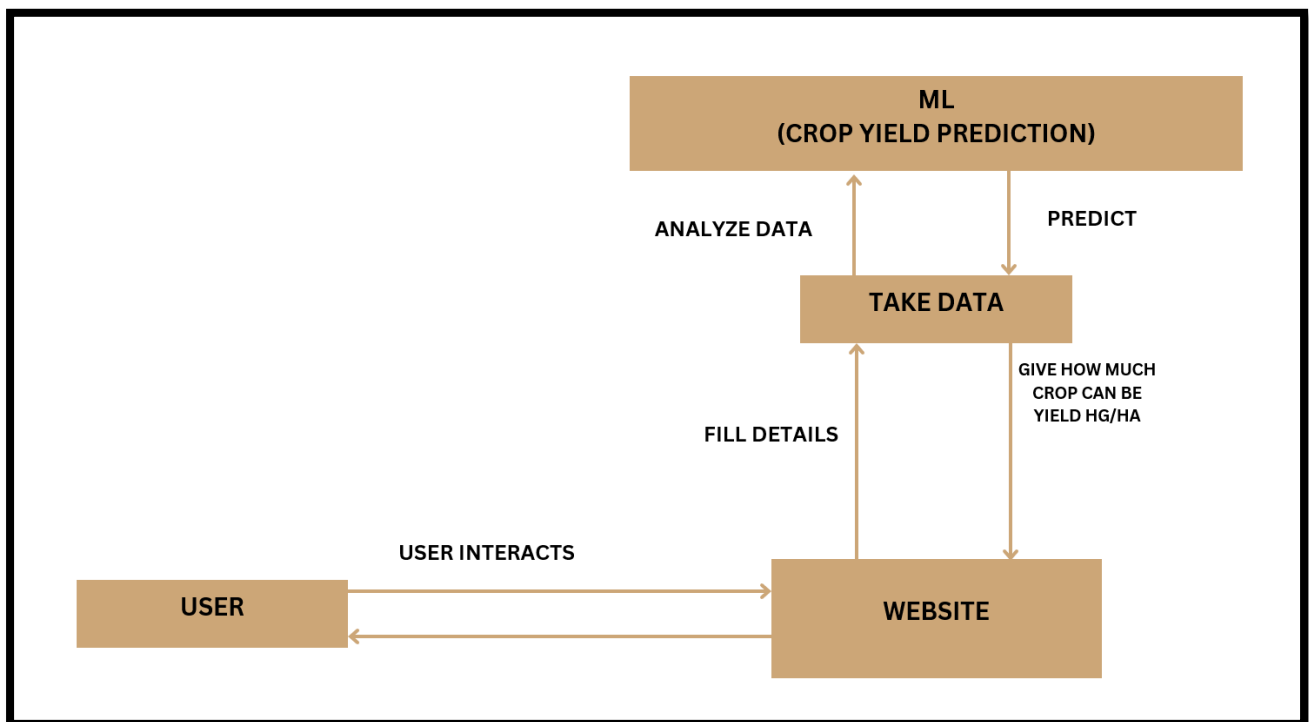 ML
(CROP YIELD PREDICTION)
ANALYZE DATA
PREDICT
TAKE DATA
GIVE HOW MUCH
CROP CAN BE
YIELD HG/HA
FILL DETAILS
USER INTERACTS
USER
WEBSITE